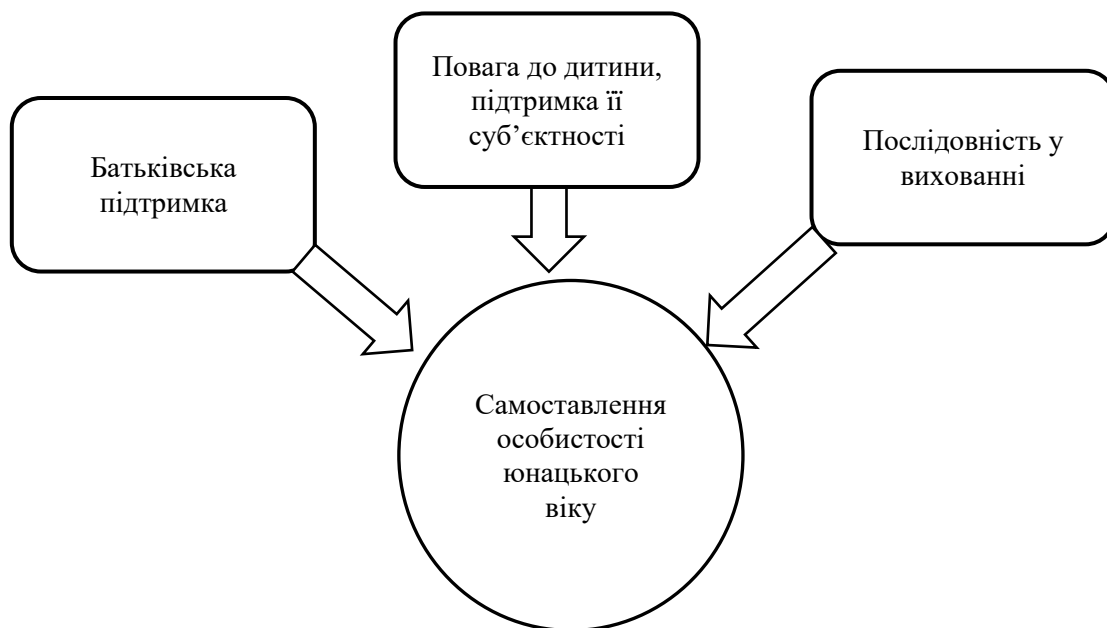 Батьківська
підтримка
Повага до дитини,
підтримка її
суб’єктності
Послідовність у
вихованні
Самоставлення
особистості
юнацького
віку